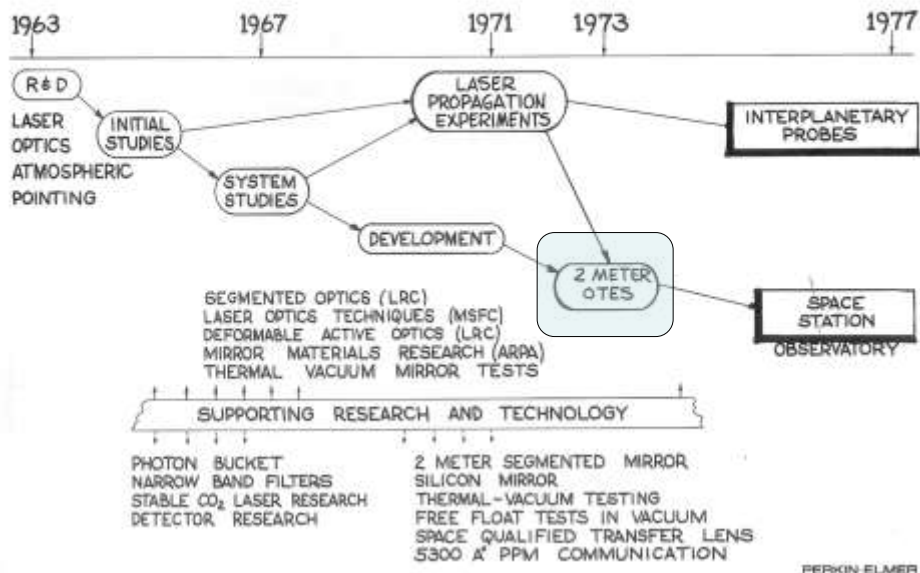 1963 1967 1971 1973 1977
R & D
LASER
OPTICS
ATMOSPHERIC
POINTING
INITIAL
STUDIES
SYSTEM
STUDIES
LASER
PROPAGATION
EXPERIMENTS
INTERPLANETARY
PROBES
DEVELOPMENT
2 METER
OTES
SPACE
STATION
OBSERVATORY
SEGMENTED OPTICS (LRC)
LASER OPTICS TECHNIQUES (MSFC)
DEFORMABLE ACTIVE OPTICS (LRC)
MIRROR MATERIALS RESEARCH (ARPA)
THERMAL VACUUM MIRROR TESTS
SUPPORTING RESEARCH AND TECHNOLOGY
PHOTON BUCKET
NARROW BAND FILTERS
STABLE CO₂ LASER RESEARCH
DETECTOR RESEARCH
2 METER SEGMENTED MIRROR
SILICON MIRROR
THERMAL-VACUUM TESTING
FREE FLOAT TESTS IN VACUUM
SPACE QUALIFIED TRANSFER LENS
5300 A° PPM COMMUNICATION
PERKIN-ELMER